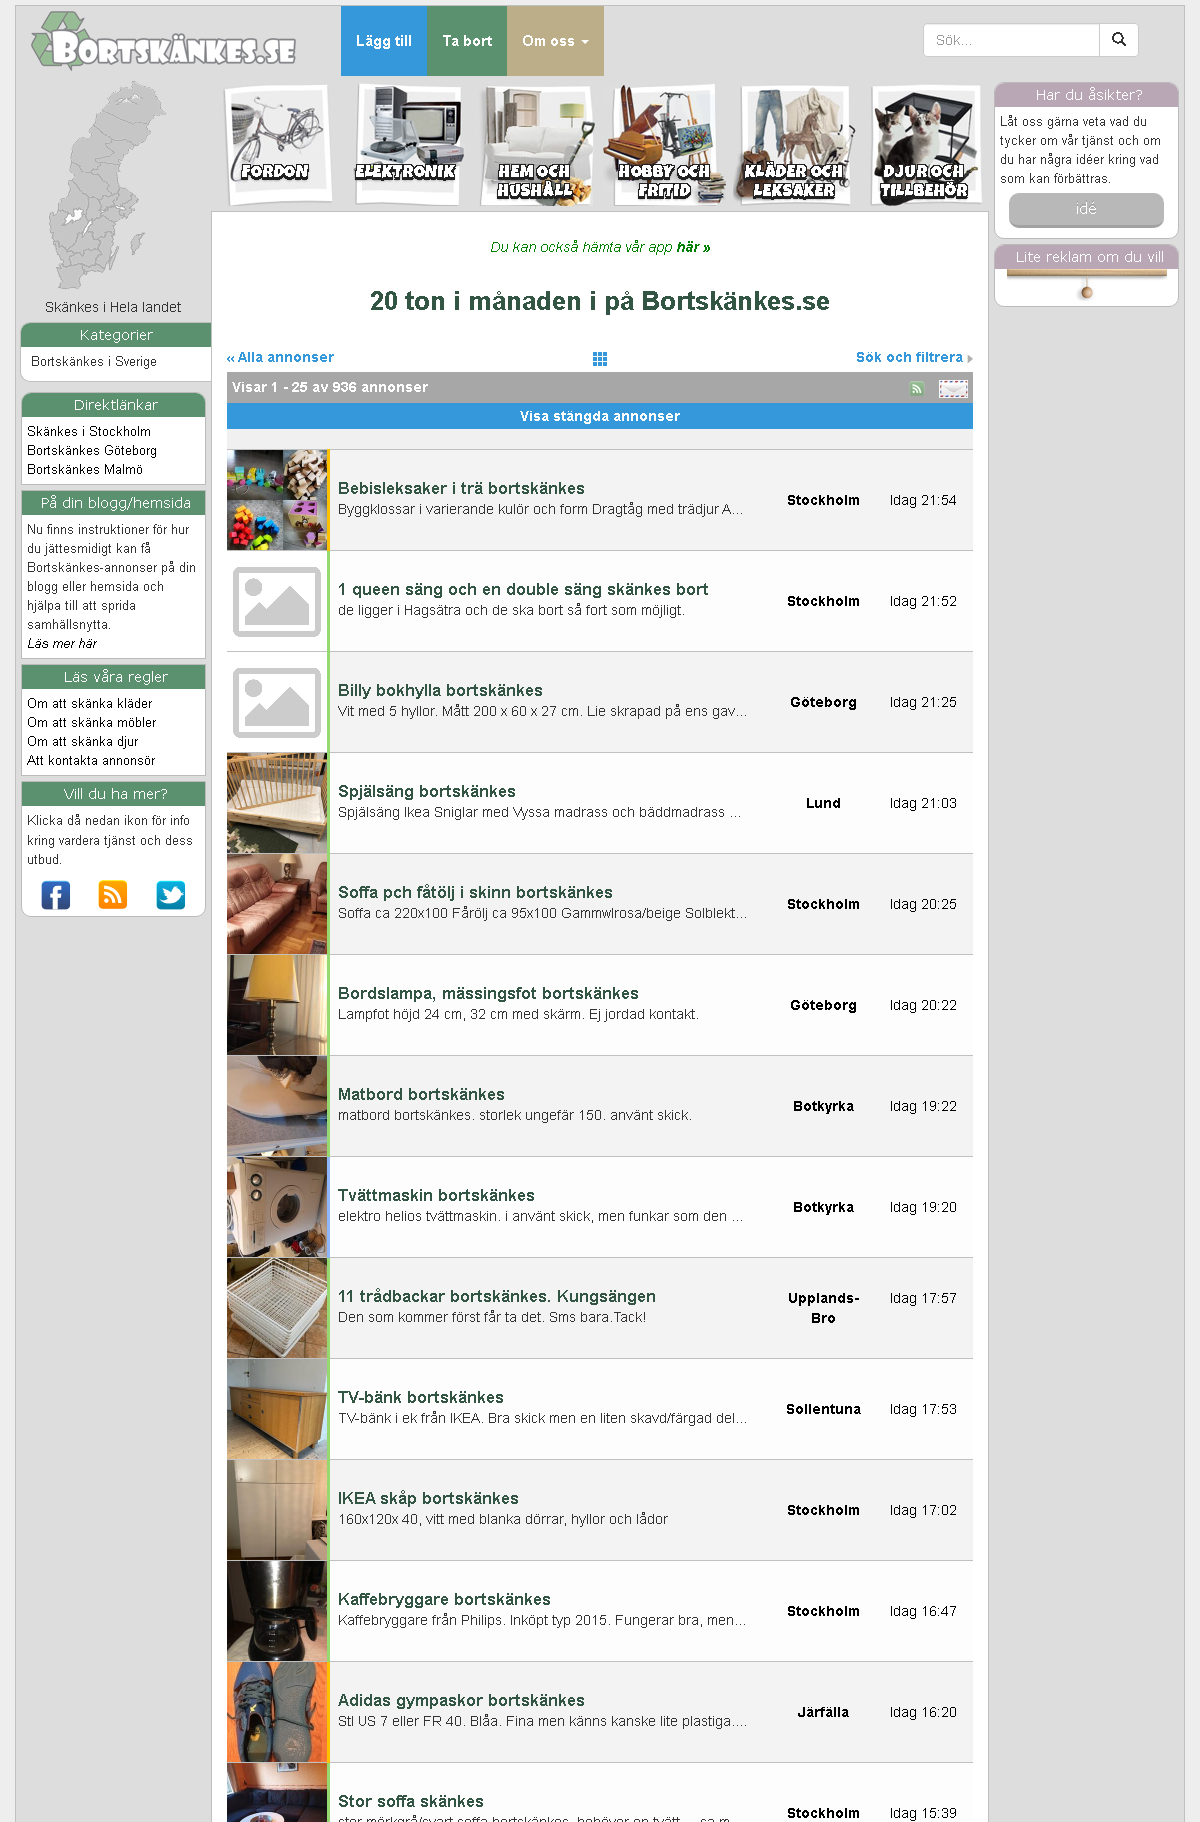 BORTSKÄNKES.SE
Lägg till
Ta bort
Om oss
Sök...
FORDON
ELEKTRONIK
HEM OCH
HUSHÅLL
HOBBY OCH
FRITID
KLÄDER OCH
LEKSAKER
DJUR OCH
TILLBEHÖR
Skänkes i Hela landet
Kategorier
Bortskänkes i Sverige
Direktlänkar
Skänkes i Stockholm
Bortskänkes Göteborg
Bortskänkes Malmö
På din blogg/hemsida
Nu finns instruktioner för hur
du jättesmidigt kan få
Bortskänkes-annonser på din
blogg eller hemsida och
hjälpa till att sprida
samhällsnytta.
Läs mer här
Läs våra regler
Om att skänka kläder
Om att skänka möbler
Om att skänka djur
Att kontakta annonsör
Vill du ha mer?
Klicka då nedan ikon för info
kring vardera tjänst och dess
utbud.
Du kan också hämta vår app här »
20 ton i månaden i på Bortskänkes.se
« Alla annonser
Sök och filtrera
Visar 1 - 25 av 936 annonser
Visa stängda annonser
Bebisleksaker i trä bortskänkes
Byggklossar i varierande kulör och form Dragtåg med trädjur A...
Stockholm
Idag 21:54
1 queen säng och en double säng skänkes bort
de ligger i Hagsätra och de ska bort så fort som möjligt.
Stockholm
Idag 21:52
Billy bokhylla bortskänkes
Vit med 5 hyllor. Mått 200 x 60 x 27 cm. Lie skrapad på ens gav...
Göteborg
Idag 21:25
Spjälsäng bortskänkes
Spjälsäng Ikea Sniglar med Vyssa madrass och bäddmadrass ...
Lund
Idag 21:03
Soffa pch fåtölj i skinn bortskänkes
Soffa ca 220x100 Fårölj ca 95x100 Gammwlrosa/beige Solblekt...
Stockholm
Idag 20:25
Bordslampa, mässingsfot bortskänkes
Lampfot höjd 24 cm, 32 cm med skärm. Ej jordad kontakt.
Göteborg
Idag 20:22
Matbord bortskänkes
matbord bortskänkes. storlek ungefär 150. använt skick.
Botkyrka
Idag 19:22
Tvättmaskin bortskänkes
elektro helios tvättmaskin. i använt skick, men funkar som den ...
Botkyrka
Idag 19:20
11 trådbackar bortskänkes. Kungsängen
Den som kommer först får ta det. Sms bara.Tack!
Upplands-
Bro
Idag 17:57
TV-bänk bortskänkes
TV-bänk i ek från IKEA. Bra skick men en liten skavd/färgad del...
Sollentuna
Idag 17:53
IKEA skåp bortskänkes
160x120x 40, vitt med blanka dörrar, hyllor och lådor
Stockholm
Idag 17:02
Kaffebryggare bortskänkes
Kaffebryggare från Philips. Inköpt typ 2015. Fungerar bra, men...
Stockholm
Idag 16:47
Adidas gympaskor bortskänkes
Stl US 7 eller FR 40. Blåa. Fina men känns kanske lite plastiga....
Järfälla
Idag 16:20
Stor soffa skänkes
stor mörkgrå/svart soffa bortskänkes, behöver en tvätt ... sa m...
Stockholm
Idag 15:39
Har du åsikter?
Låt oss gärna veta vad du
tycker om vår tjänst och om
du har några idéer kring vad
som kan förbättras.
idé
Lite reklam om du vill